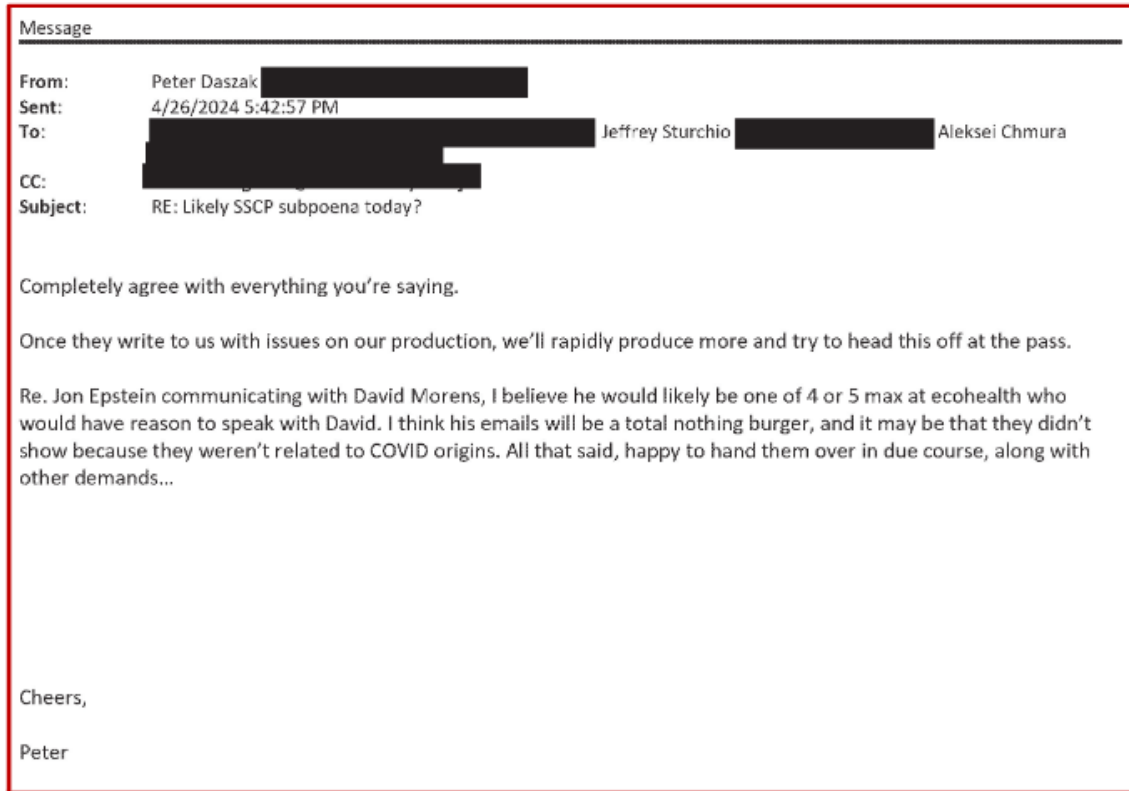 Message
From: Peter Daszak
Sent: 4/26/2024 5:42:57 PM
To: Jeffrey Sturchio Aleksei Chmura
CC:
Subject: RE: Likely SSCP subpoena today?
Completely agree with everything you're saying.
Once they write to us with issues on our production, we'll rapidly produce more and try to head this off at the pass.
Re. Jon Epstein communicating with David Morens, I believe he would likely be one of 4 or 5 max at ecohealth who
would have reason to speak with David. I think his emails will be a total nothing burger, and it may be that they didn't
show because they weren't related to COVID origins. All that said, happy to hand them over in due course, along with
other demands...
Cheers,
Peter